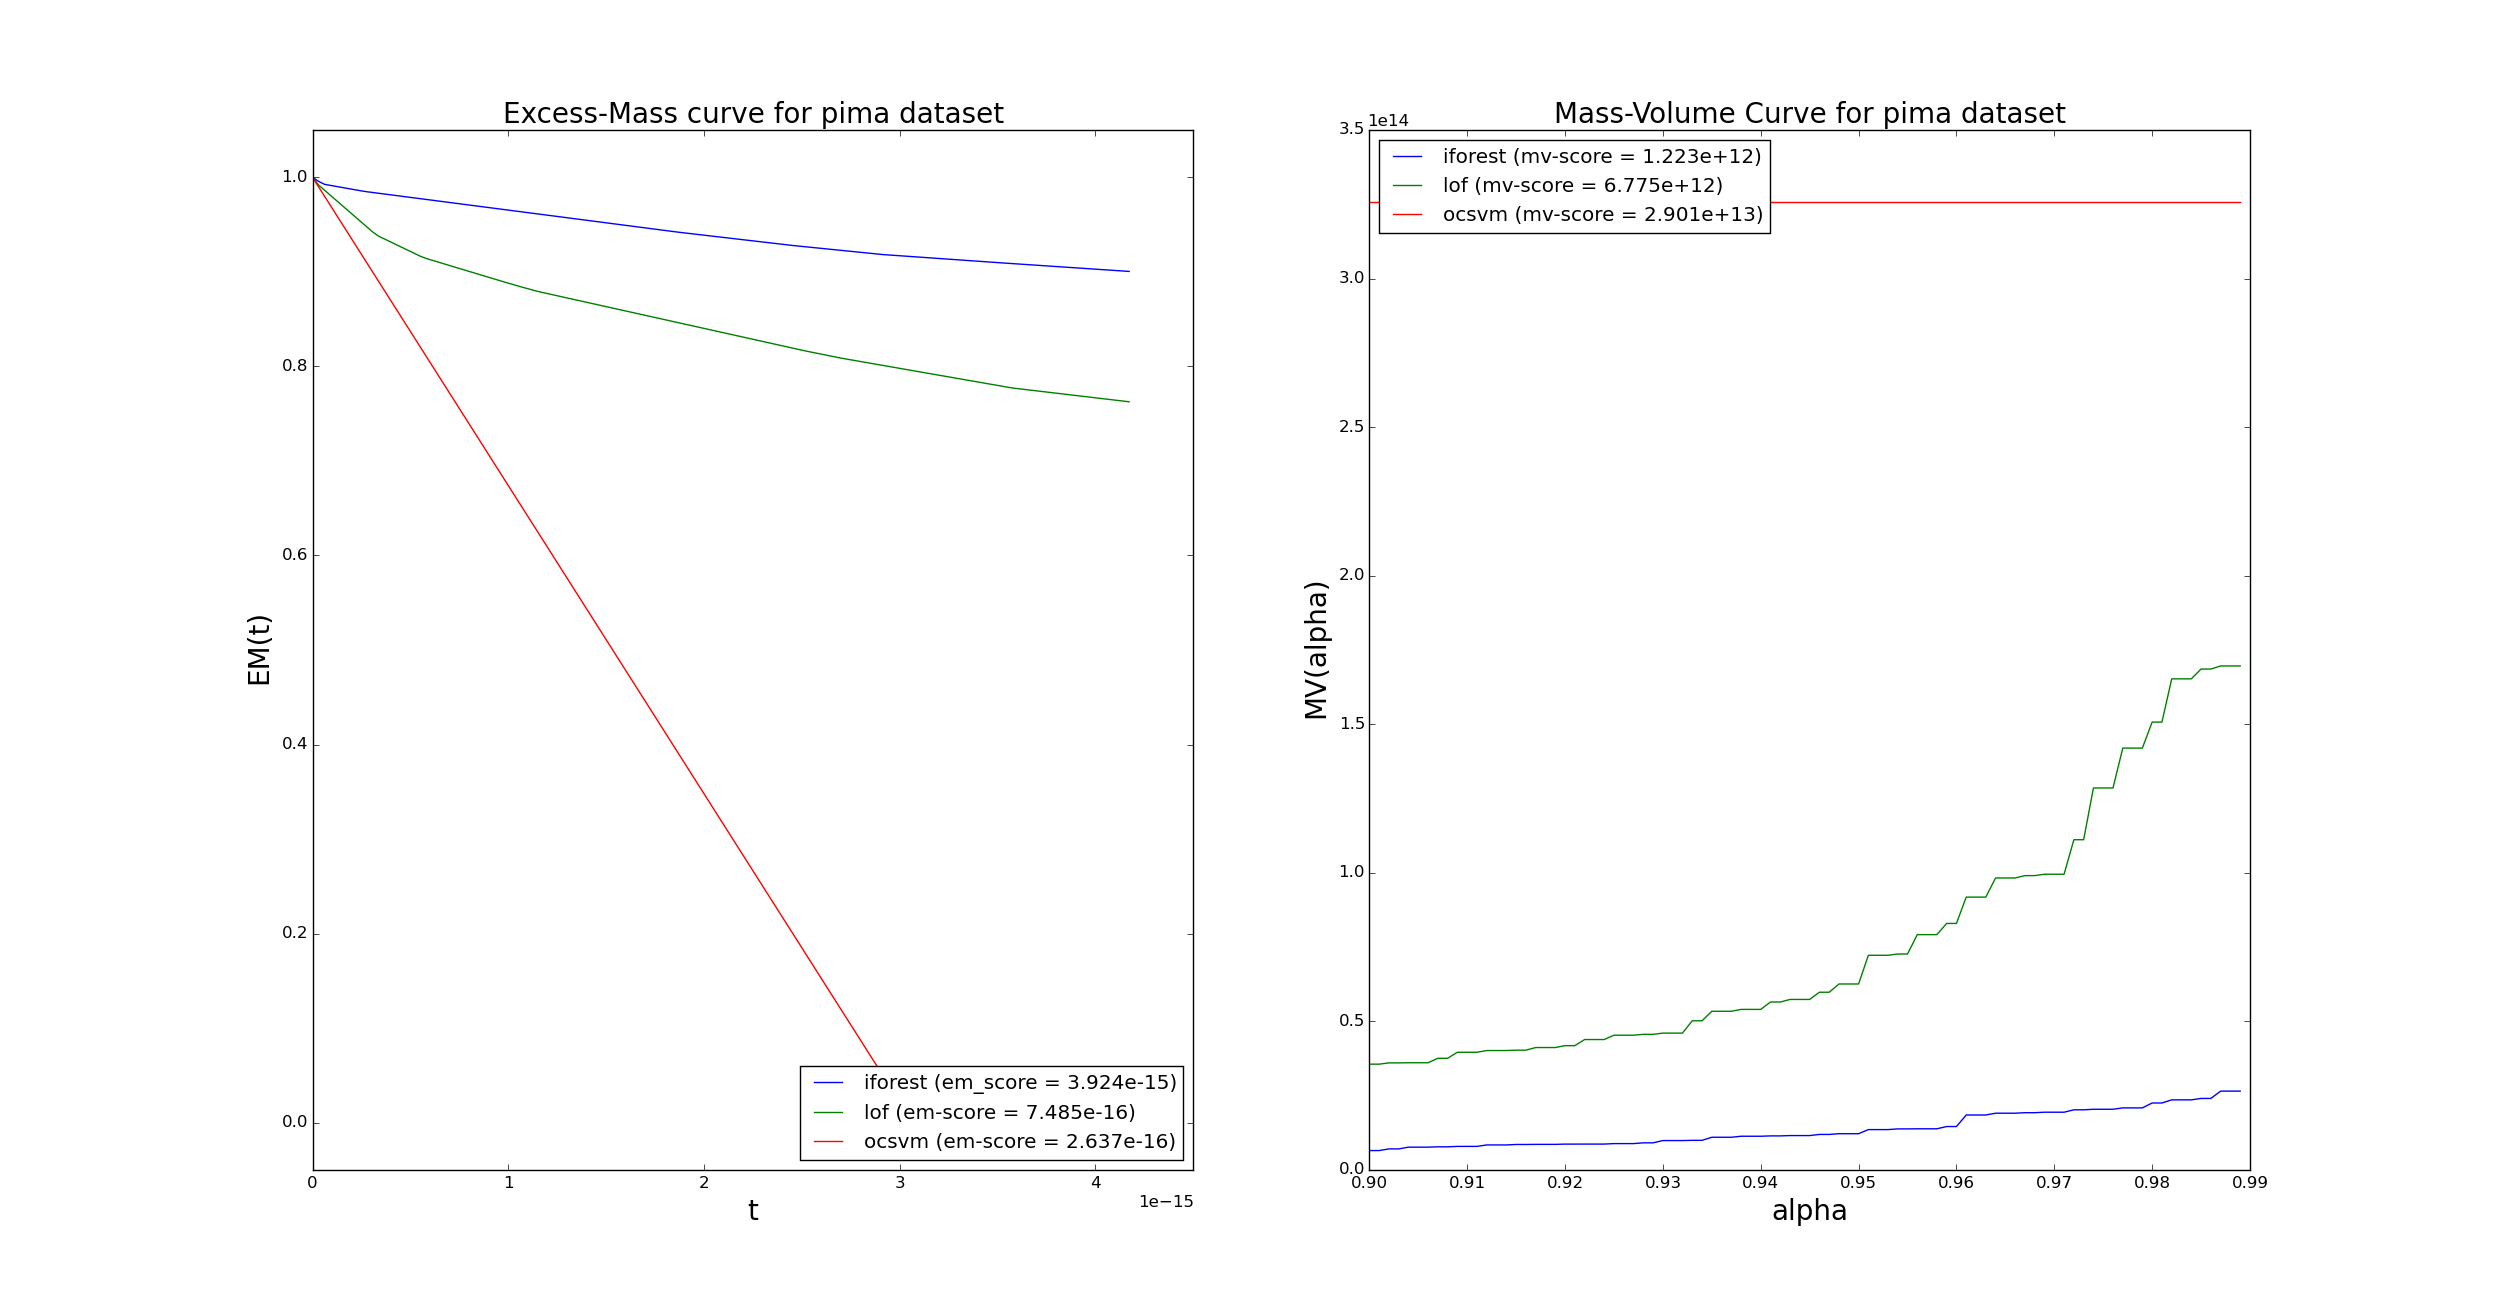 Excess-Mass curve for pima dataset
1.0
0.8
0.6
0.4
0.2
0.0
EM(t)
iforest (em_score = 3.924e-15)
lof (em-score = 7.485e-16)
ocsvm (em-score = 2.637e-16)
0 1 2 3 4
1e−15
t
Mass-Volume Curve for pima dataset
1e14
3.5
3.0
2.5
2.0
1.5
1.0
0.5
0.0
MV(alpha)
iforest (mv-score = 1.223e+12)
lof (mv-score = 6.775e+12)
ocsvm (mv-score = 2.901e+13)
0.90 0.91 0.92 0.93 0.94 0.95 0.96 0.97 0.98 0.99
alpha